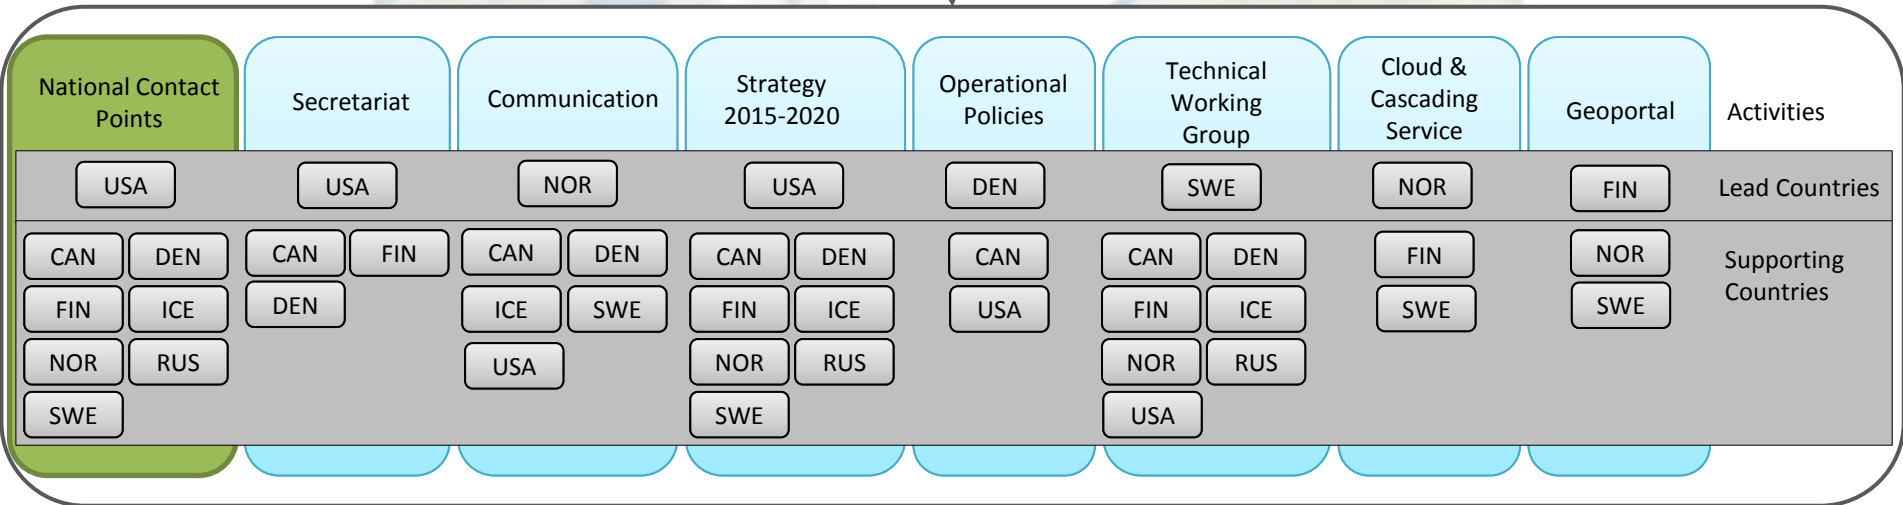 National Contact
Points
Secretariat
Communication
Strategy
2015-2020
Operational
Policies
Technical
Working
Group
Cloud &
Cascading
Service
Geoportal
Activities
USA
USA
NOR
USA
DEN
SWE
NOR
FIN
Lead Countries
CAN DEN
FIN ICE
NOR RUS
SWE
CAN FIN
DEN
CAN DEN
ICE SWE
USA
CAN DEN
FIN ICE
NOR RUS
SWE
CAN
USA
CAN DEN
FIN ICE
NOR RUS
USA
FIN
SWE
NOR
SWE
Supporting
Countries